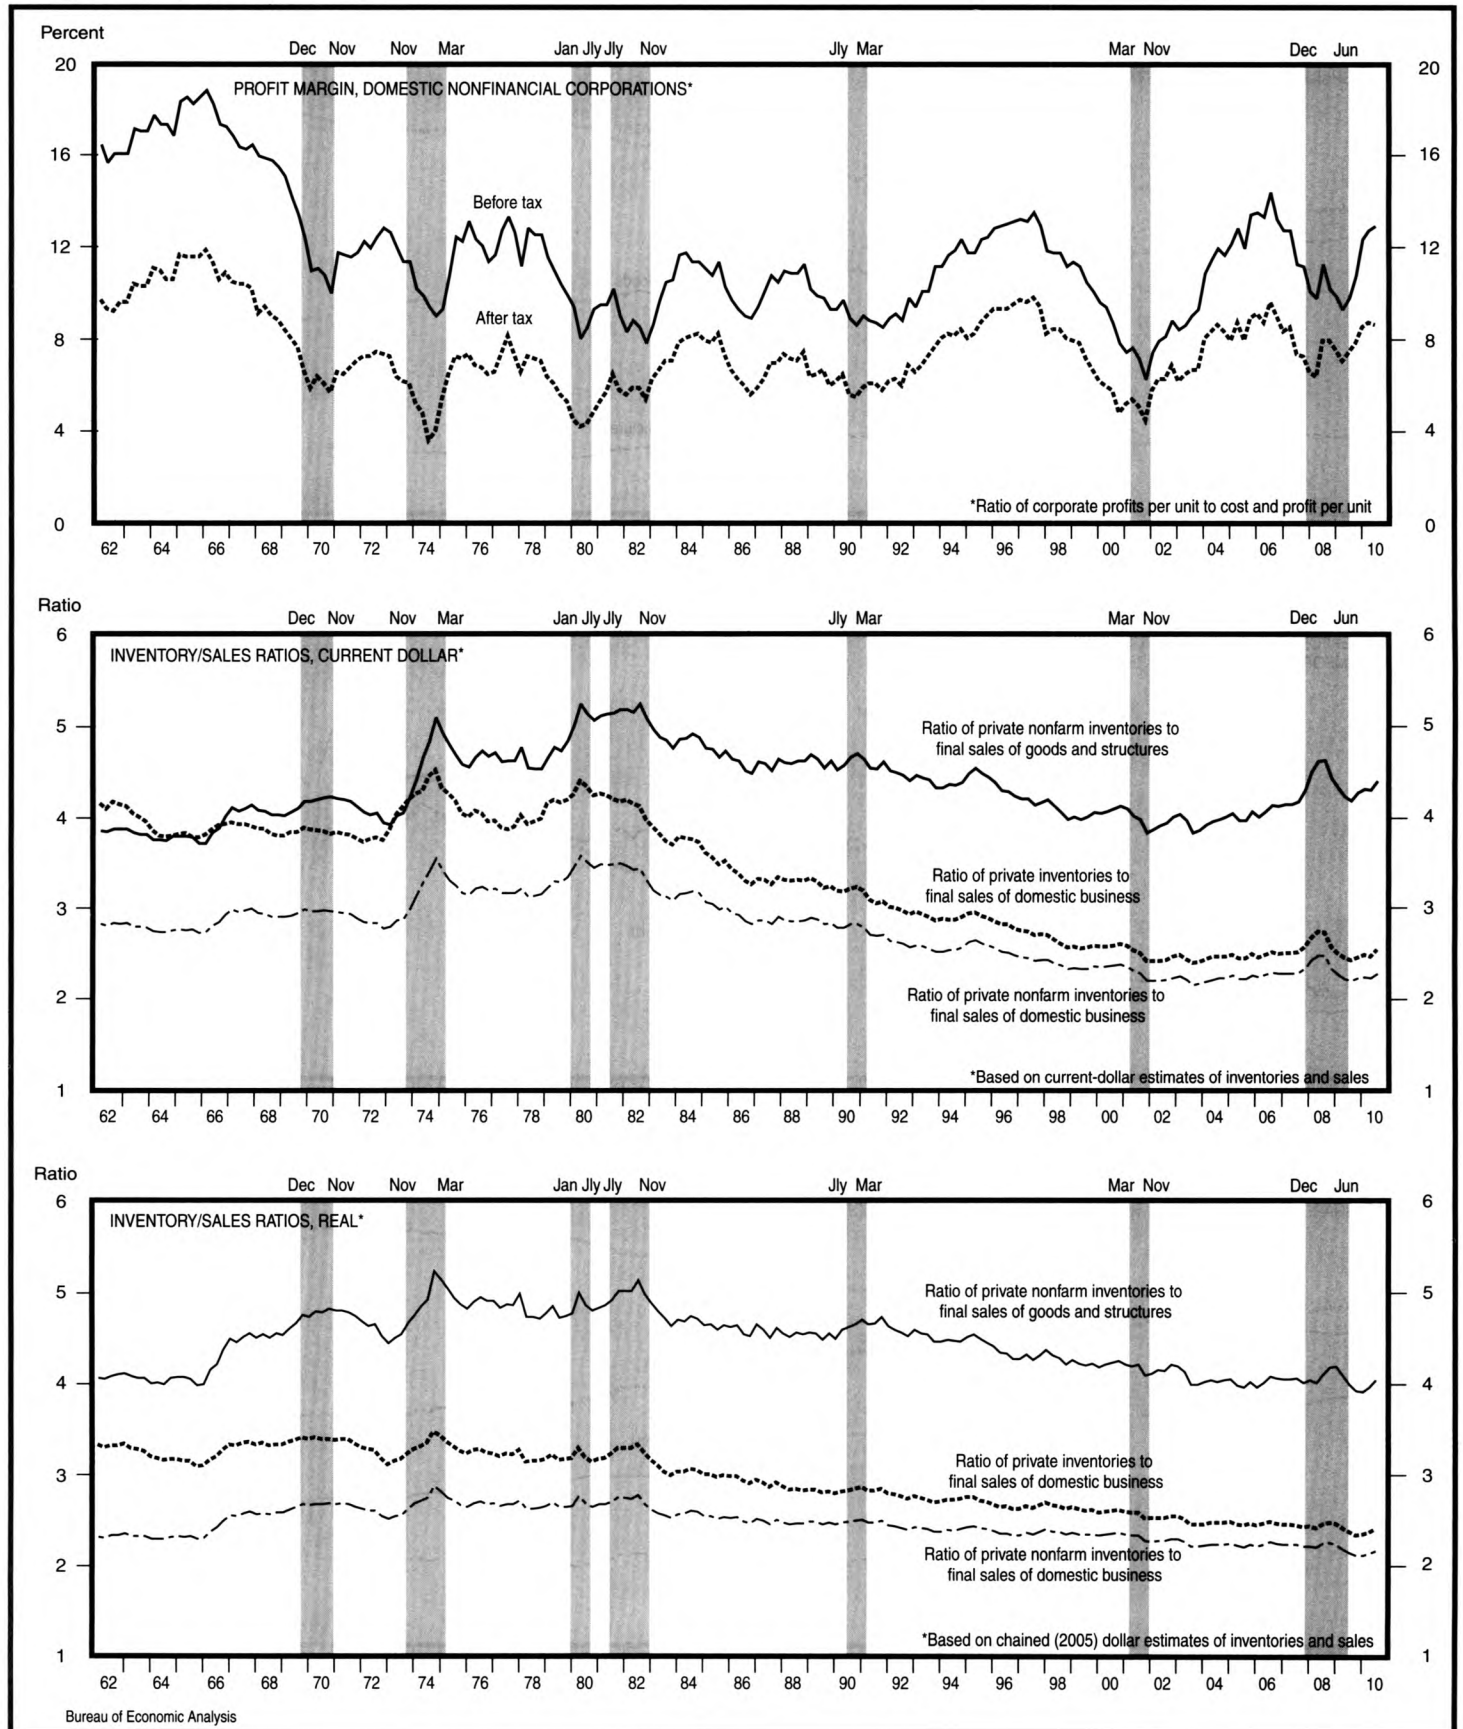 Percent
Dec Nov Nov Mar Jan Jly Jly Nov Jly Mar Mar Nov Dec Jun
20 20
PROFIT MARGIN, DOMESTIC NONFINANCIAL CORPORATIONS*
16 16
Before tax
12 12
After tax
8 8
4 4
*Ratio of corporate profits per unit to cost and profit per unit
0 0
62 64 66 68 70 72 74 76 78 80 82 84 86 88 90 92 94 96 98 00 02 04 06 08 10
Ratio
Dec Nov Nov Mar Jan Jly Jly Nov Jly Mar Mar Nov Dec Jun
6 6
INVENTORY/SALES RATIOS, CURRENT DOLLAR*
5 5
Ratio of private nonfarm inventories to
final sales of goods and structures
4 4
Ratio of private inventories to
final sales of domestic business
3 3
2 2
Ratio of private nonfarm inventories to
final sales of domestic business
*Based on current-dollar estimates of inventories and sales
1 1
62 64 66 68 70 72 74 76 78 80 82 84 86 88 90 92 94 96 98 00 02 04 06 08 10
Ratio
Dec Nov Nov Mar Jan Jly Jly Nov Jly Mar Mar Nov Dec Jun
6 6
INVENTORY/SALES RATIOS, REAL*
5 5
Ratio of private nonfarm inventories to
final sales of goods and structures
4 4
3 3
Ratio of private inventories to
final sales of domestic business
2 2
Ratio of private nonfarm inventories to
final sales of domestic business
*Based on chained (2005) dollar estimates of inventories and sales
1 1
62 64 66 68 70 72 74 76 78 80 82 84 86 88 90 92 94 96 98 00 02 04 06 08 10
Bureau of Economic Analysis